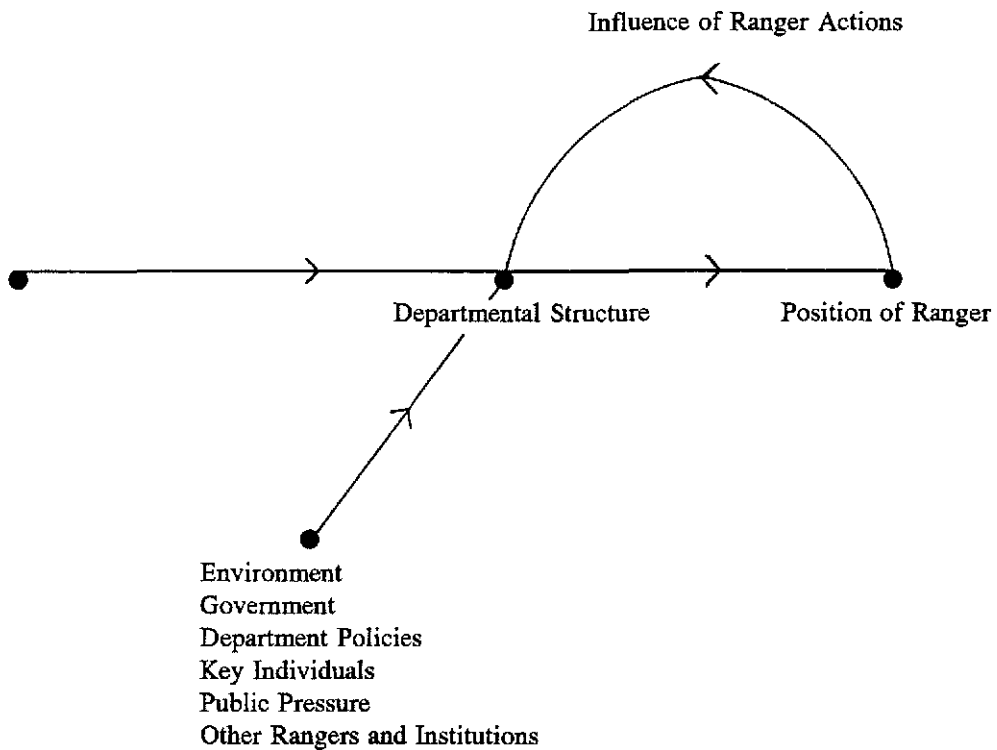 Influence of Ranger Actions
Departmental Structure
Position of Ranger
Environment
Government
Department Policies
Key Individuals
Public Pressure
Other Rangers and Institutions